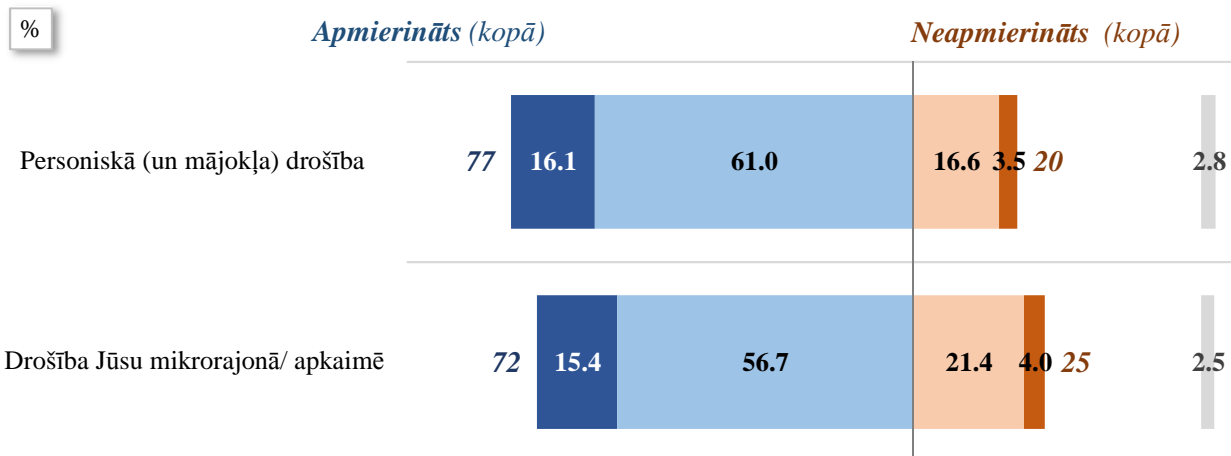 %
Apmierināts (kopā)
Neapmierināts (kopā)
Personiskā (un mājokļa) drošība 77 16.1 61.0 16.6 3.5 20 2.8
Drošība Jūsu mikrorajonā/ apkaimē 72 15.4 56.7 21.4 4.0 25 2.5